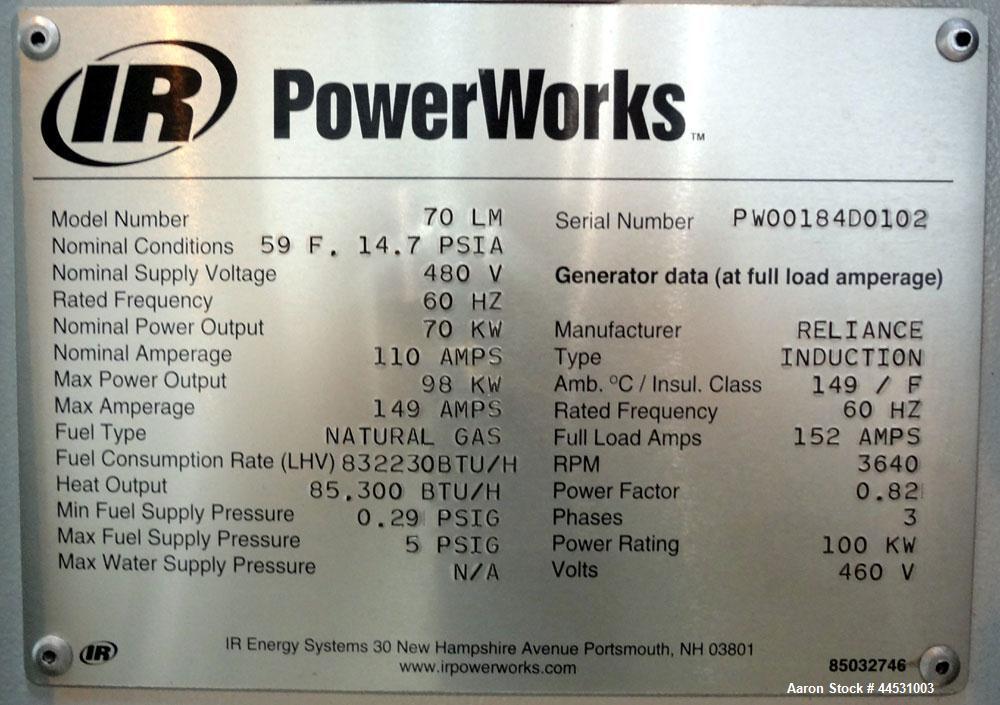 IR PowerWorks™
Model Number 70 LM
Nominal Conditions 59 F. 14.7 PSIA
Nominal Supply Voltage 480 V
Rated Frequency 60 HZ
Nominal Power Output 70 KW
Nominal Amperage 110 AMPS
Max Power Output 98 KW
Max Amperage 149 AMPS
Fuel Type NATURAL GAS
Fuel Consumption Rate (LHV) 832230BTU/H
Heat Output 85,300 BTU/H
Min Fuel Supply Pressure 0.29 PSIG
Max Fuel Supply Pressure 5 PSIG
Max Water Supply Pressure N/A
Serial Number PW00184D0102
Generator data (at full load amperage)
Manufacturer RELIANCE
Type INDUCTION
Amb. °C / Insul. Class 149 / F
Rated Frequency 60 HZ
Full Load Amps 152 AMPS
RPM 3640
Power Factor 0.82
Phases 3
Power Rating 100 KW
Volts 460 V
IR
IR Energy Systems 30 New Hampshire Avenue Portsmouth, NH 03801
www.irpowerworks.com
85032746
Aaron Stock # 44531003